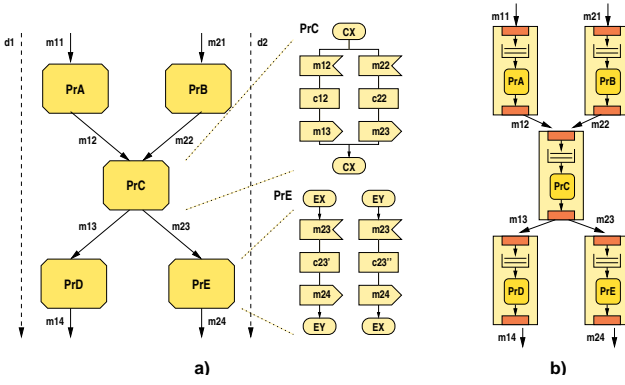 d1
m11
m21
d2
PrA
PrB
m12
m22
PrC
m13
m23
PrD
PrE
m14
m24
PrC
CX
m12
m22
c12
c22
m13
m23
CX
PrE
EX
EY
m23
m23
c23'
c23''
m24
m24
EY
EX
a)
m11
m21
PrA
PrB
m12
m22
PrC
m13
m23
PrD
PrE
m14
m24
b)